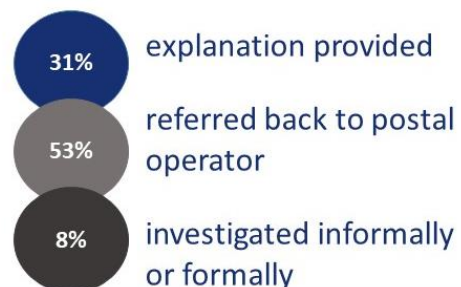 31%
explanation provided
53%
referred back to postal
operator
8%
investigated informally
or formally